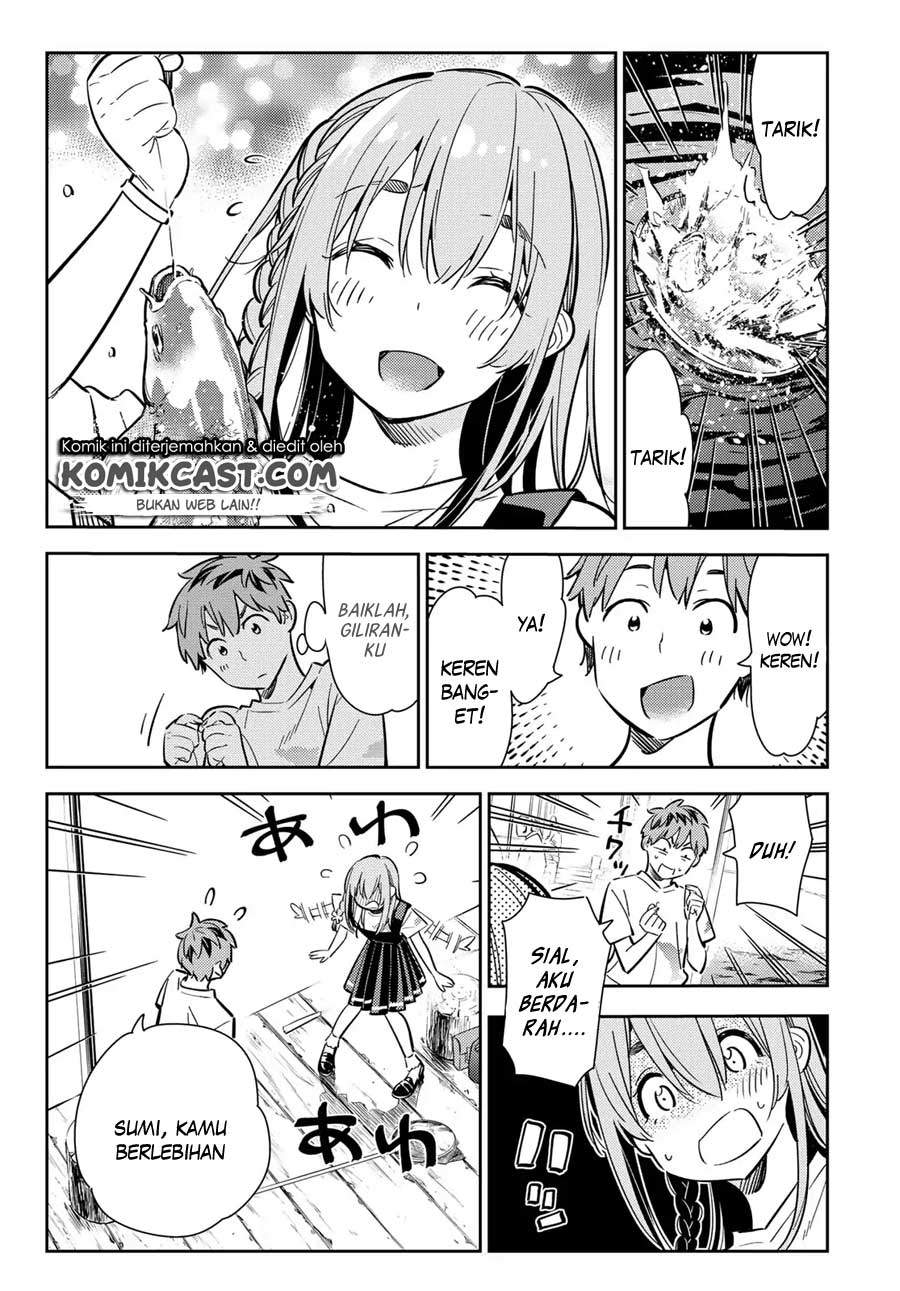 TARIK!
TARIK!
Komik ini diterjemahkan & diedit oleh
KOMIKCAST.COM
BUKAN WEB LAIN!!
WOW!
KEREN!
YA!
KEREN
BANG-
ET!
BAIKLAH,
GILIRAN-
KU
DUH!
チクッ
SIAL,
AKU
BERDA-
RAH....
あわ
あわ
SUMI, KAMU
BERLEBIHAN